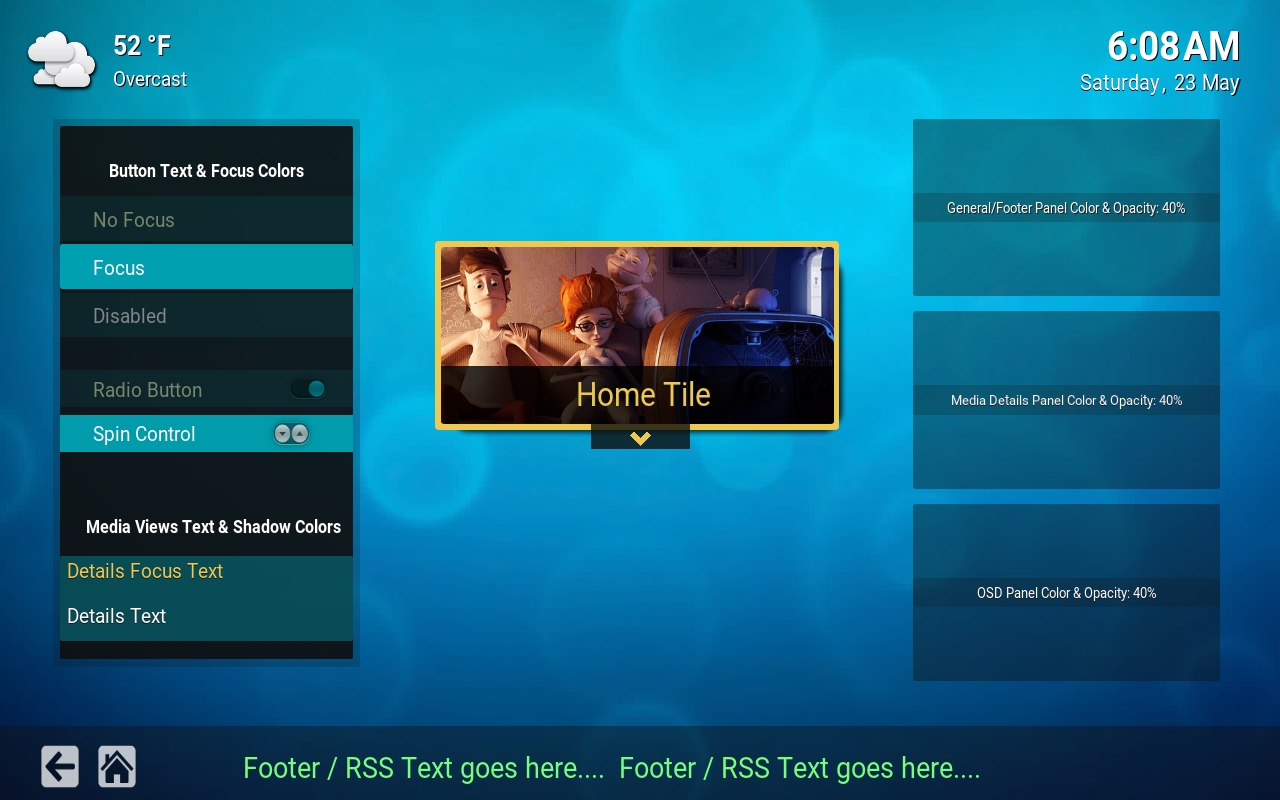 52 °F
Overcast
6:08 AM
Saturday, 23 May
Button Text & Focus Colors
No Focus
Focus
Disabled
Radio Button
Spin Control
Media Views Text & Shadow Colors
Details Focus Text
Details Text
Home Tile
General/Footer Panel Color & Opacity: 40%
Media Details Panel Color & Opacity: 40%
OSD Panel Color & Opacity: 40%
Footer / RSS Text goes here.... Footer / RSS Text goes here....